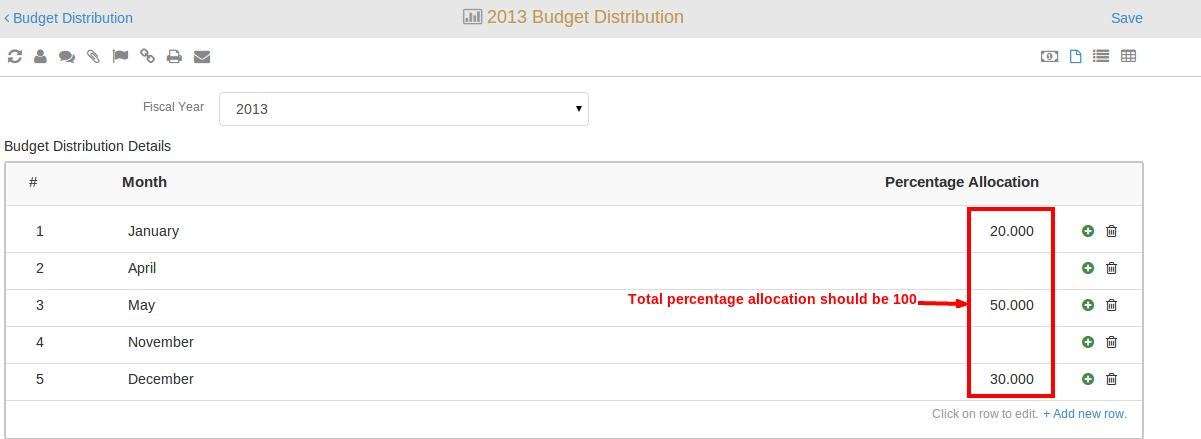 ‹ Budget Distribution 2013 Budget Distribution Save
Fiscal Year 2013
Budget Distribution Details
# Month Percentage Allocation
1 January 20.000
2 April
Total percentage allocation should be 100
3 May 50.000
4 November
5 December 30.000
Click on row to edit. + Add new row.